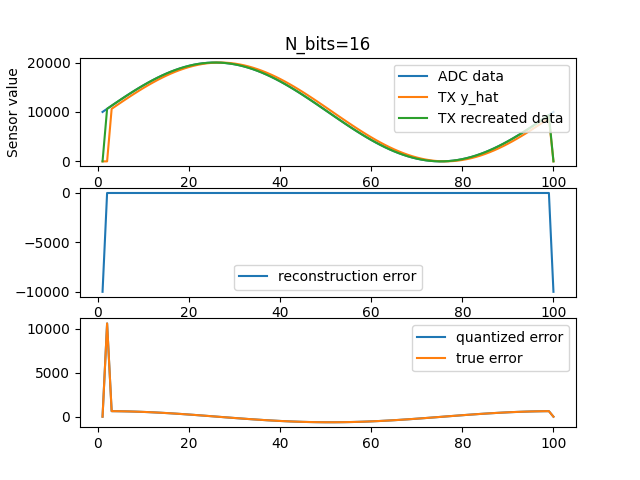 N_bits=16
Sensor value
20000
10000
0
ADC data
TX y_hat
TX recreated data
0 20 40 60 80 100
0
−5000
−10000
reconstruction error
0 20 40 60 80 100
10000
5000
0
quantized error
true error
0 20 40 60 80 100